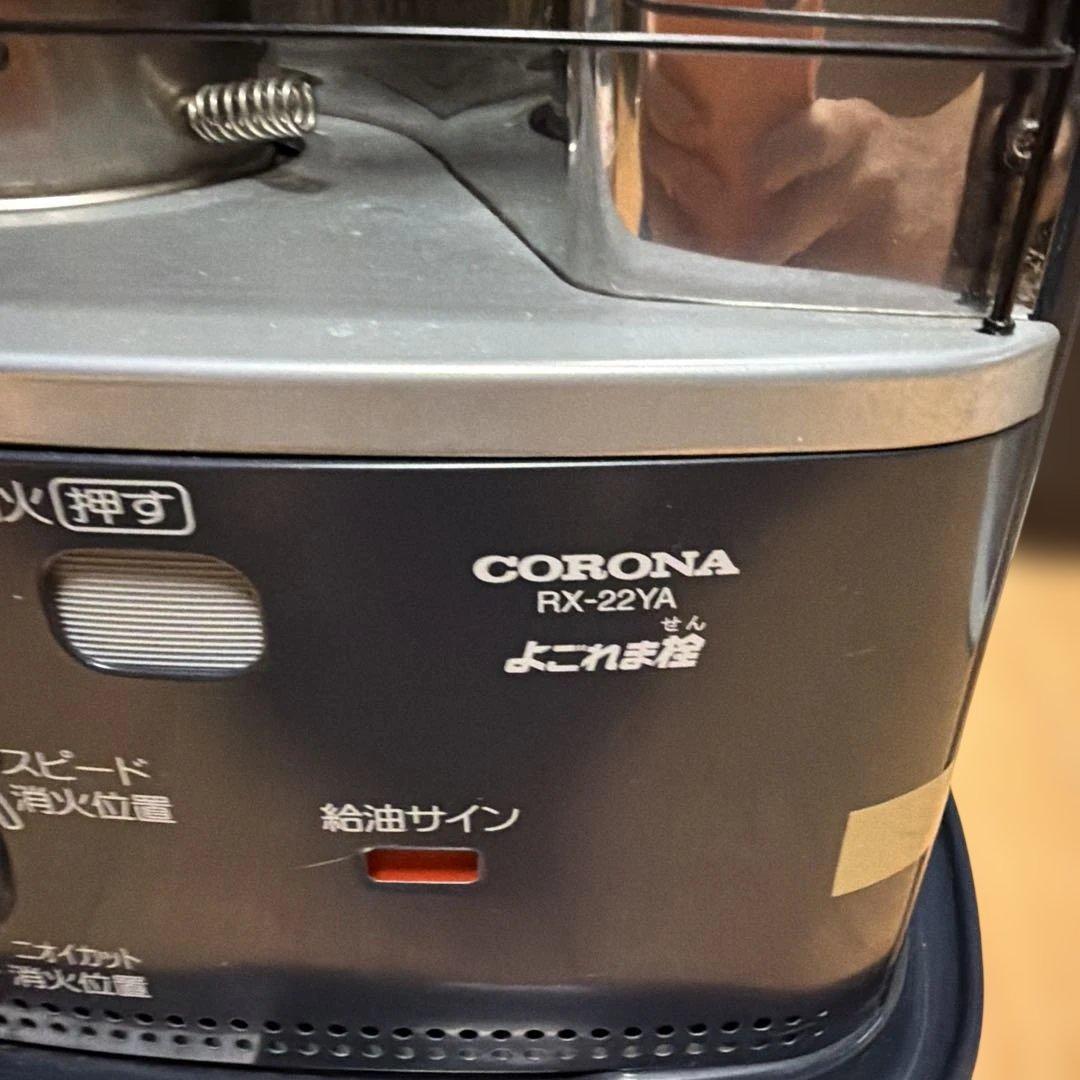 火 押す
CORONA
RX-22YA
せん
よごれま栓
スピード
消火位置
給油サイン
ニオイカット
消火位置